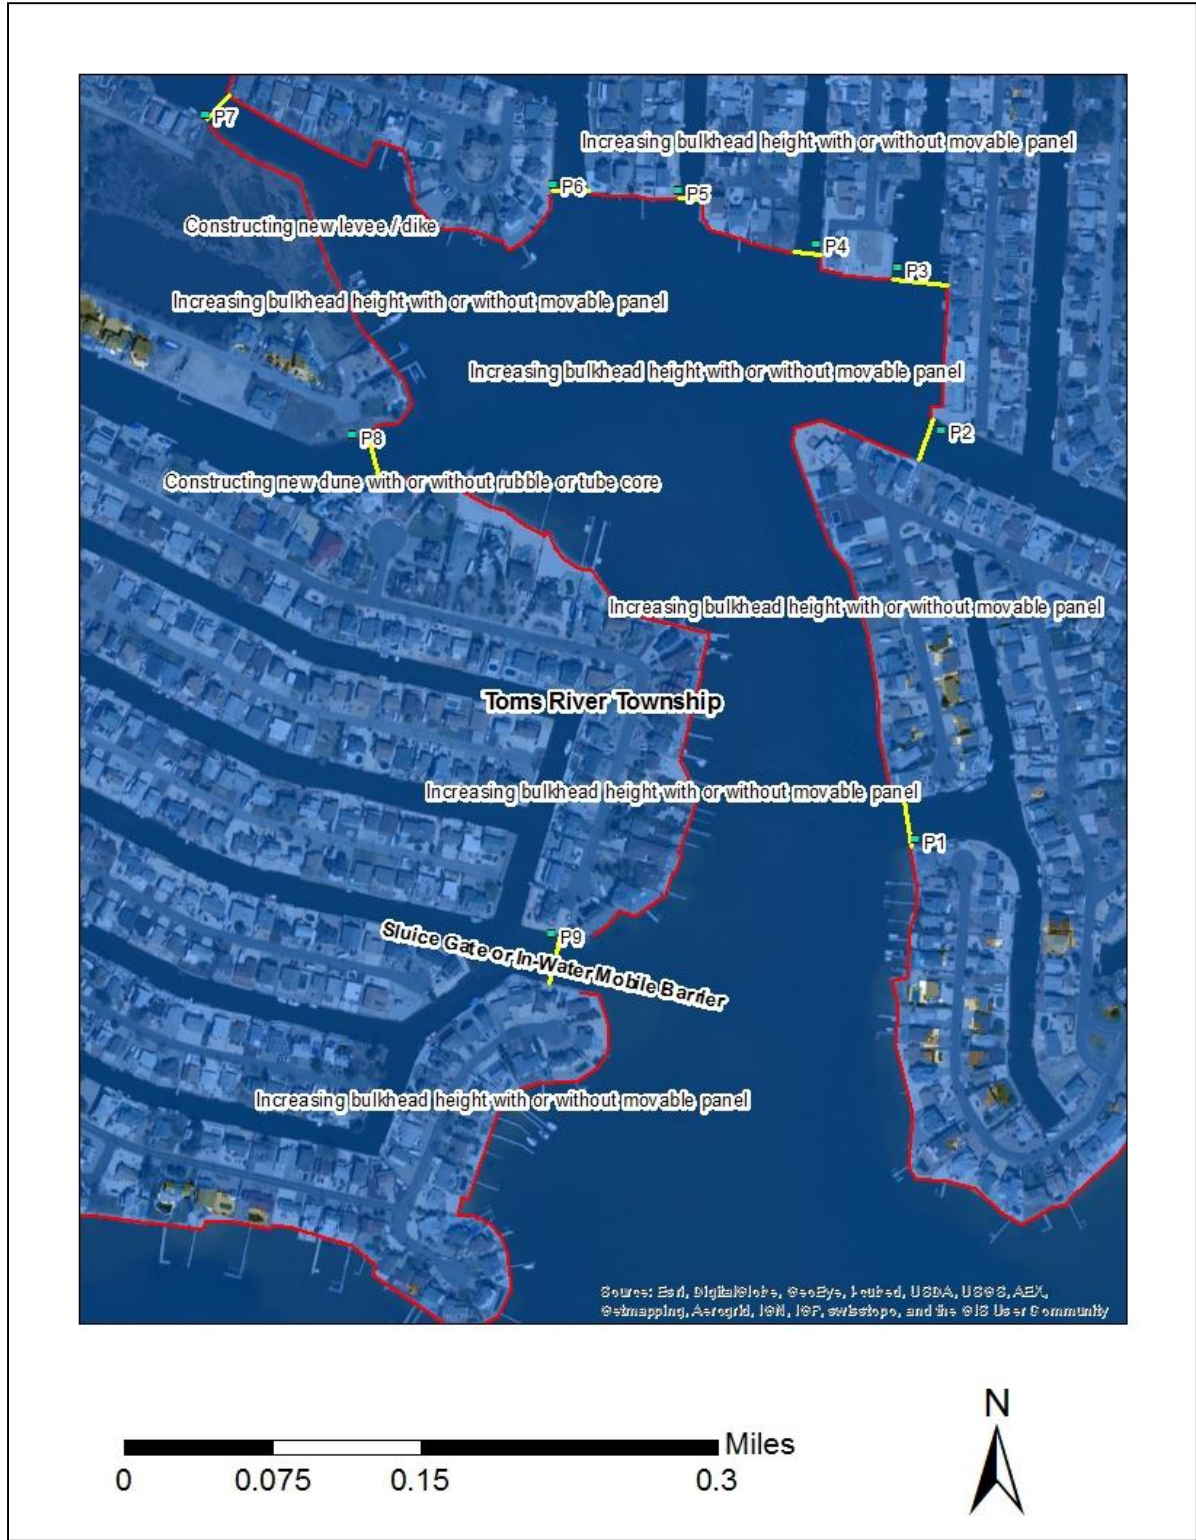 P7
Increasing bulkhead height with or without movable panel
P6
P5
Constructing new levee / dike
P4
P3
Increasing bulkhead height with or without movable panel
Increasing bulkhead height with or without movable panel
P2
P8
Constructing new dune with or without rubble or tube core
Increasing bulkhead height with or without movable panel
Toms River Township
Increasing bulkhead height with or without movable panel
P1
P9
Sluice Gate or In-Water Mobile Barrier
Increasing bulkhead height with or without movable panel
Source: Esri, DigitalGlobe, GeoEye, i-cubed, USDA, USGS, AEX,
Getmapping, Aerogrid, IGN, IGP, swisstopo, and the GIS User Community
N
Miles
0 0.075 0.15 0.3